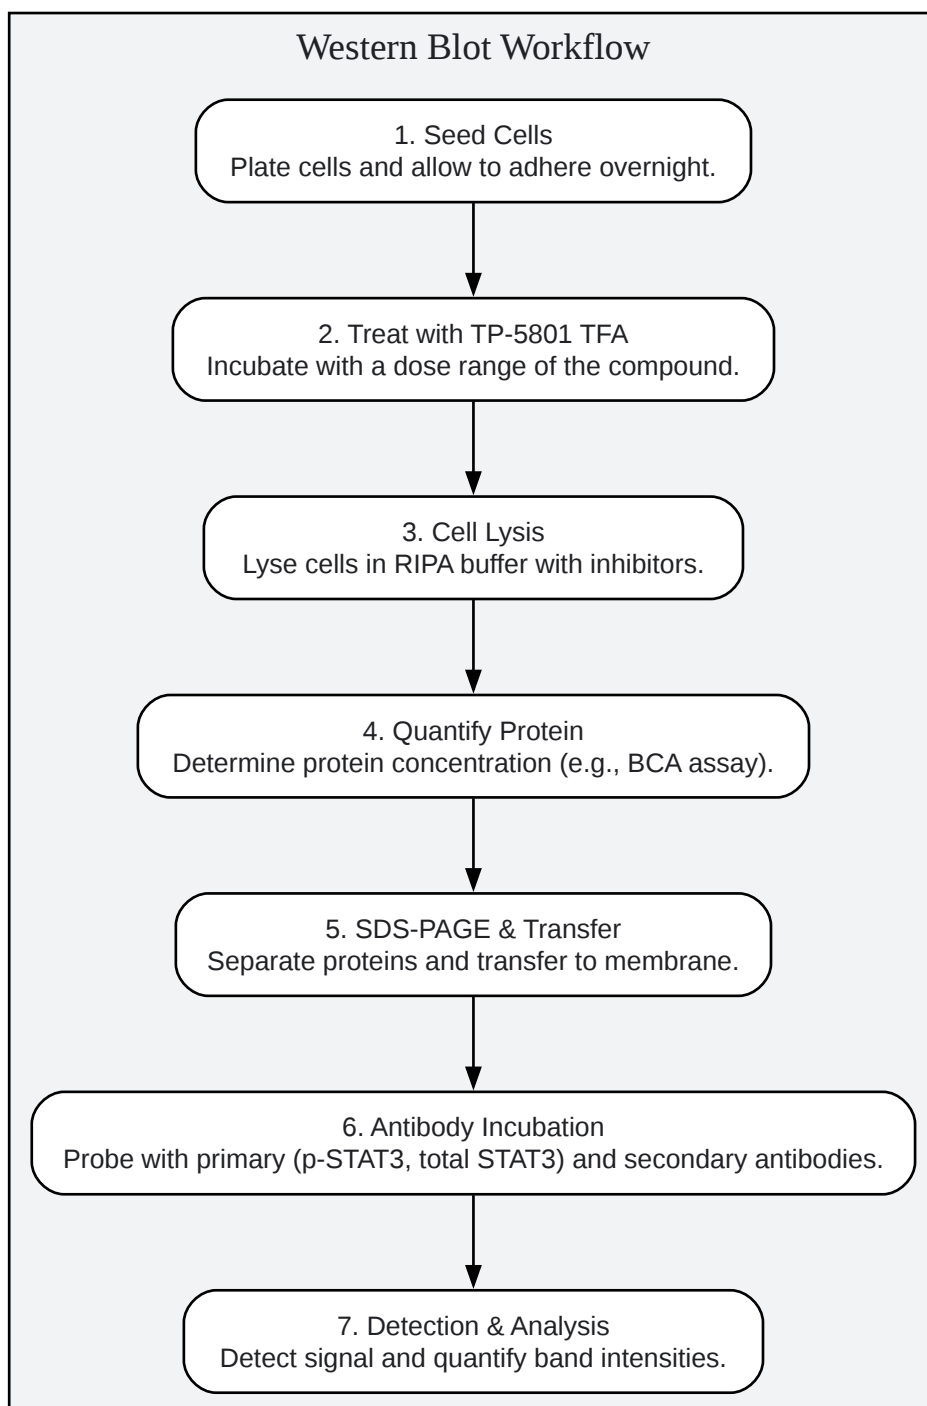 Western Blot Workflow
1. Seed Cells
Plate cells and allow to adhere overnight.
2. Treat with TP-5801 TFA
Incubate with a dose range of the compound.
3. Cell Lysis
Lyse cells in RIPA buffer with inhibitors.
4. Quantify Protein
Determine protein concentration (e.g., BCA assay).
5. SDS-PAGE & Transfer
Separate proteins and transfer to membrane.
6. Antibody Incubation
Probe with primary (p-STAT3, total STAT3) and secondary antibodies.
7. Detection & Analysis
Detect signal and quantify band intensities.